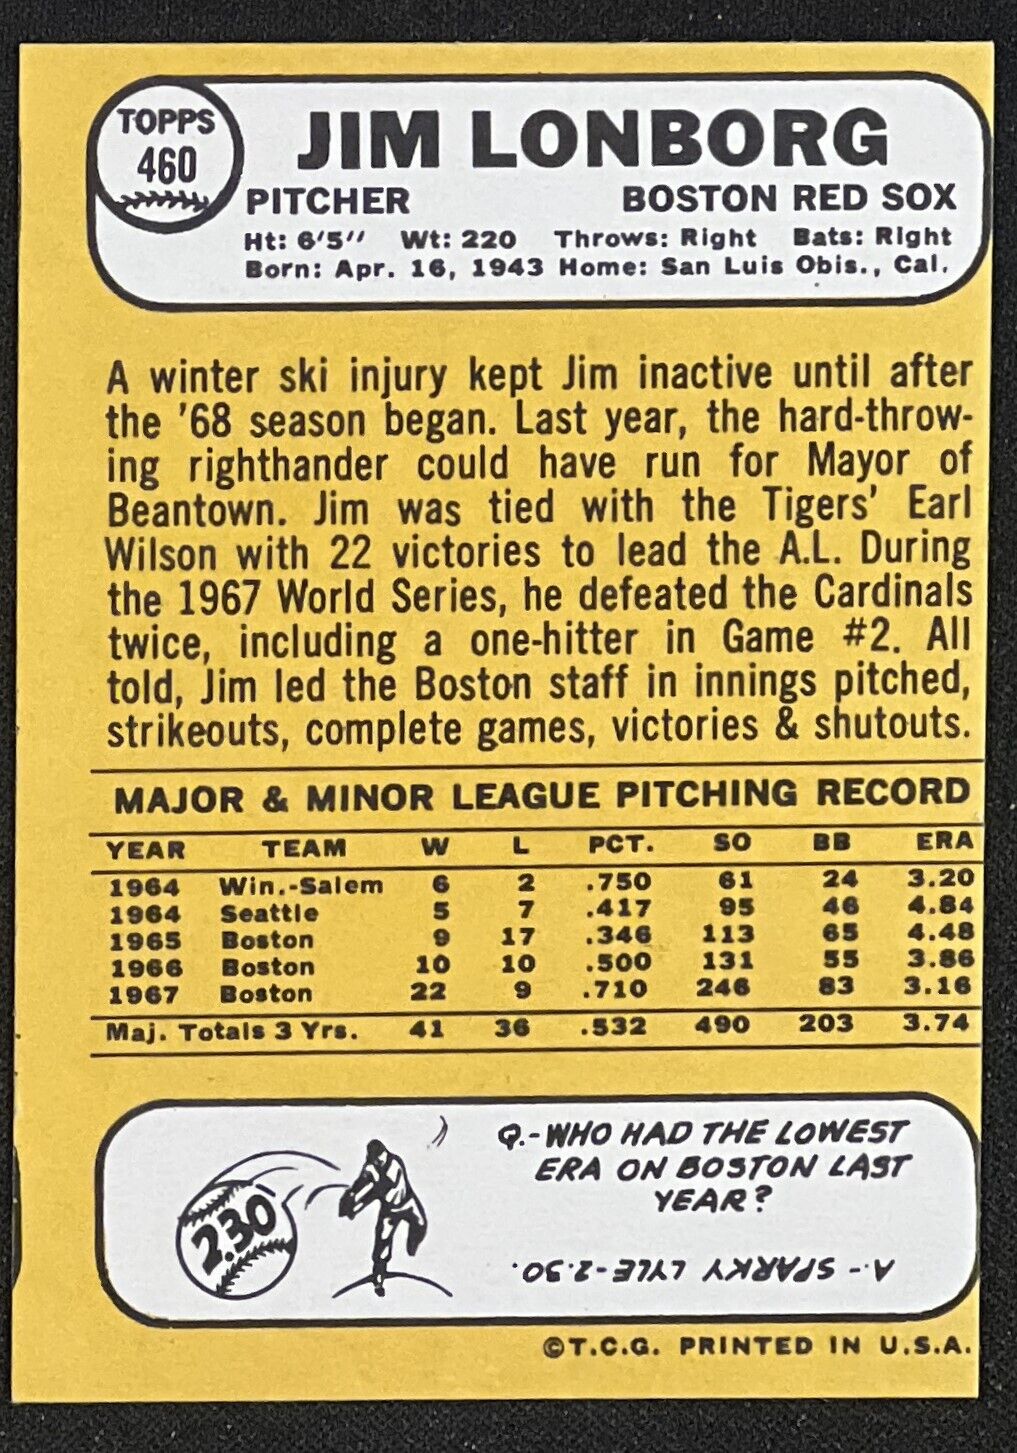 TOPPS
460
JIM LONBORG
PITCHER BOSTON RED SOX
Ht: 6'5" Wt: 220 Throws: Right Bats: Right
Born: Apr. 16, 1943 Home: San Luis Obis., Cal.
A winter ski injury kept Jim inactive until after
the '68 season began. Last year, the hard-throw-
ing righthander could have run for Mayor of
Beantown. Jim was tied with the Tigers' Earl
Wilson with 22 victories to lead the A.L. During
the 1967 World Series, he defeated the Cardinals
twice, including a one-hitter in Game #2. All
told, Jim led the Boston staff in innings pitched,
strikeouts, complete games, victories & shutouts.
MAJOR & MINOR LEAGUE PITCHING RECORD
YEAR TEAM W L PCT. SO BB ERA
1964 Win.-Salem 6 2 .750 61 24 3.20
1964 Seattle 5 7 .417 95 46 4.84
1965 Boston 9 17 .346 113 65 4.48
1966 Boston 10 10 .500 131 55 3.86
1967 Boston 22 9 .710 246 83 3.16
Maj. Totals 3 Yrs. 41 36 .532 490 203 3.74
2.30
Q.-WHO HAD THE LOWEST
ERA ON BOSTON LAST
YEAR?
A.-SPARKY LYLE-2.30.
©T.C.G. PRINTED IN U.S.A.